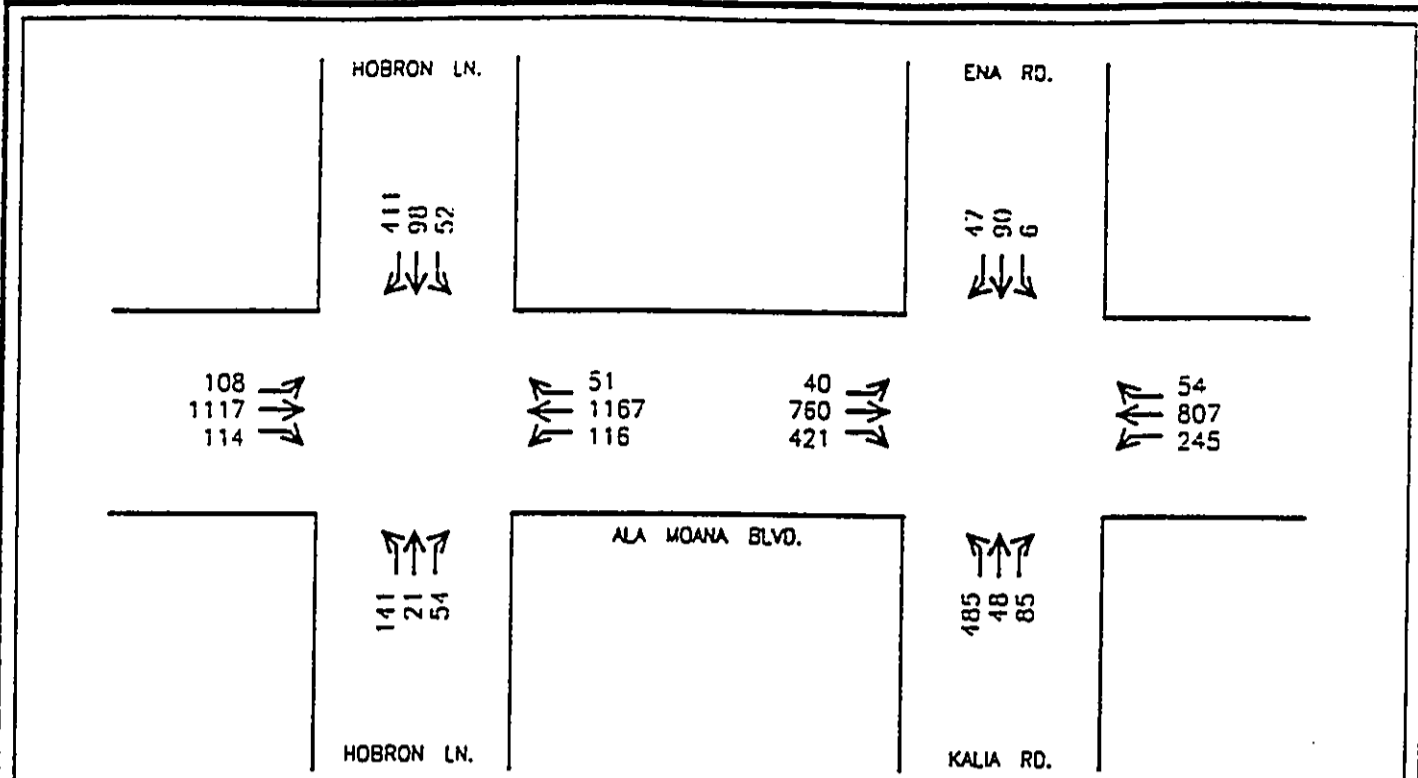 HOBRON LN. ENA RD.
411 98 52 47 90 6
108 51 40 54
1117 1167 760 807
114 116 421 245
ALA MOANA BLVD.
141 21 54 485 48 85
HOBRON LN. KALIA RD.